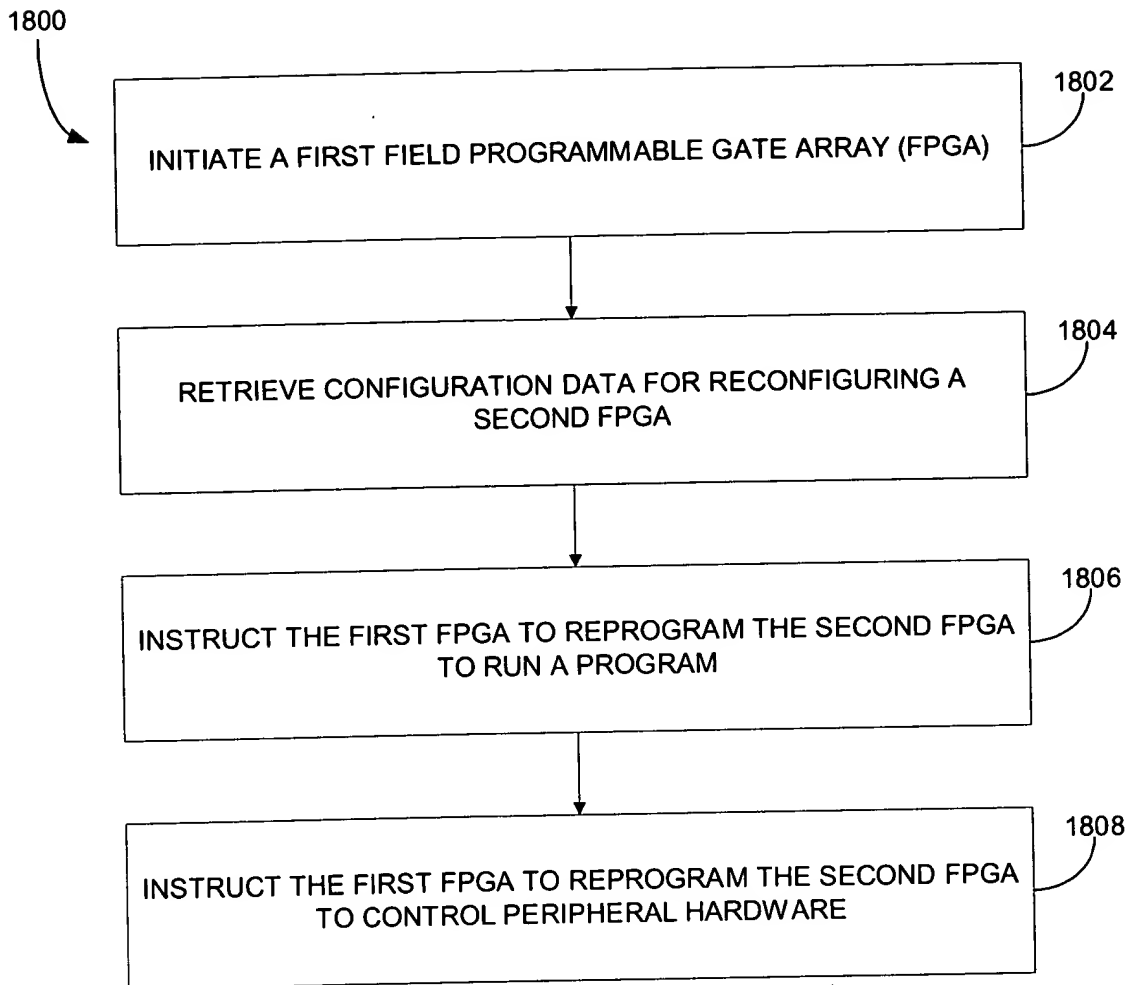 1800
1802
INITIATE A FIRST FIELD PROGRAMMABLE GATE ARRAY (FPGA)
1804
RETRIEVE CONFIGURATION DATA FOR RECONFIGURING A
SECOND FPGA
1806
INSTRUCT THE FIRST FPGA TO REPROGRAM THE SECOND FPGA
TO RUN A PROGRAM
1808
INSTRUCT THE FIRST FPGA TO REPROGRAM THE SECOND FPGA
TO CONTROL PERIPHERAL HARDWARE